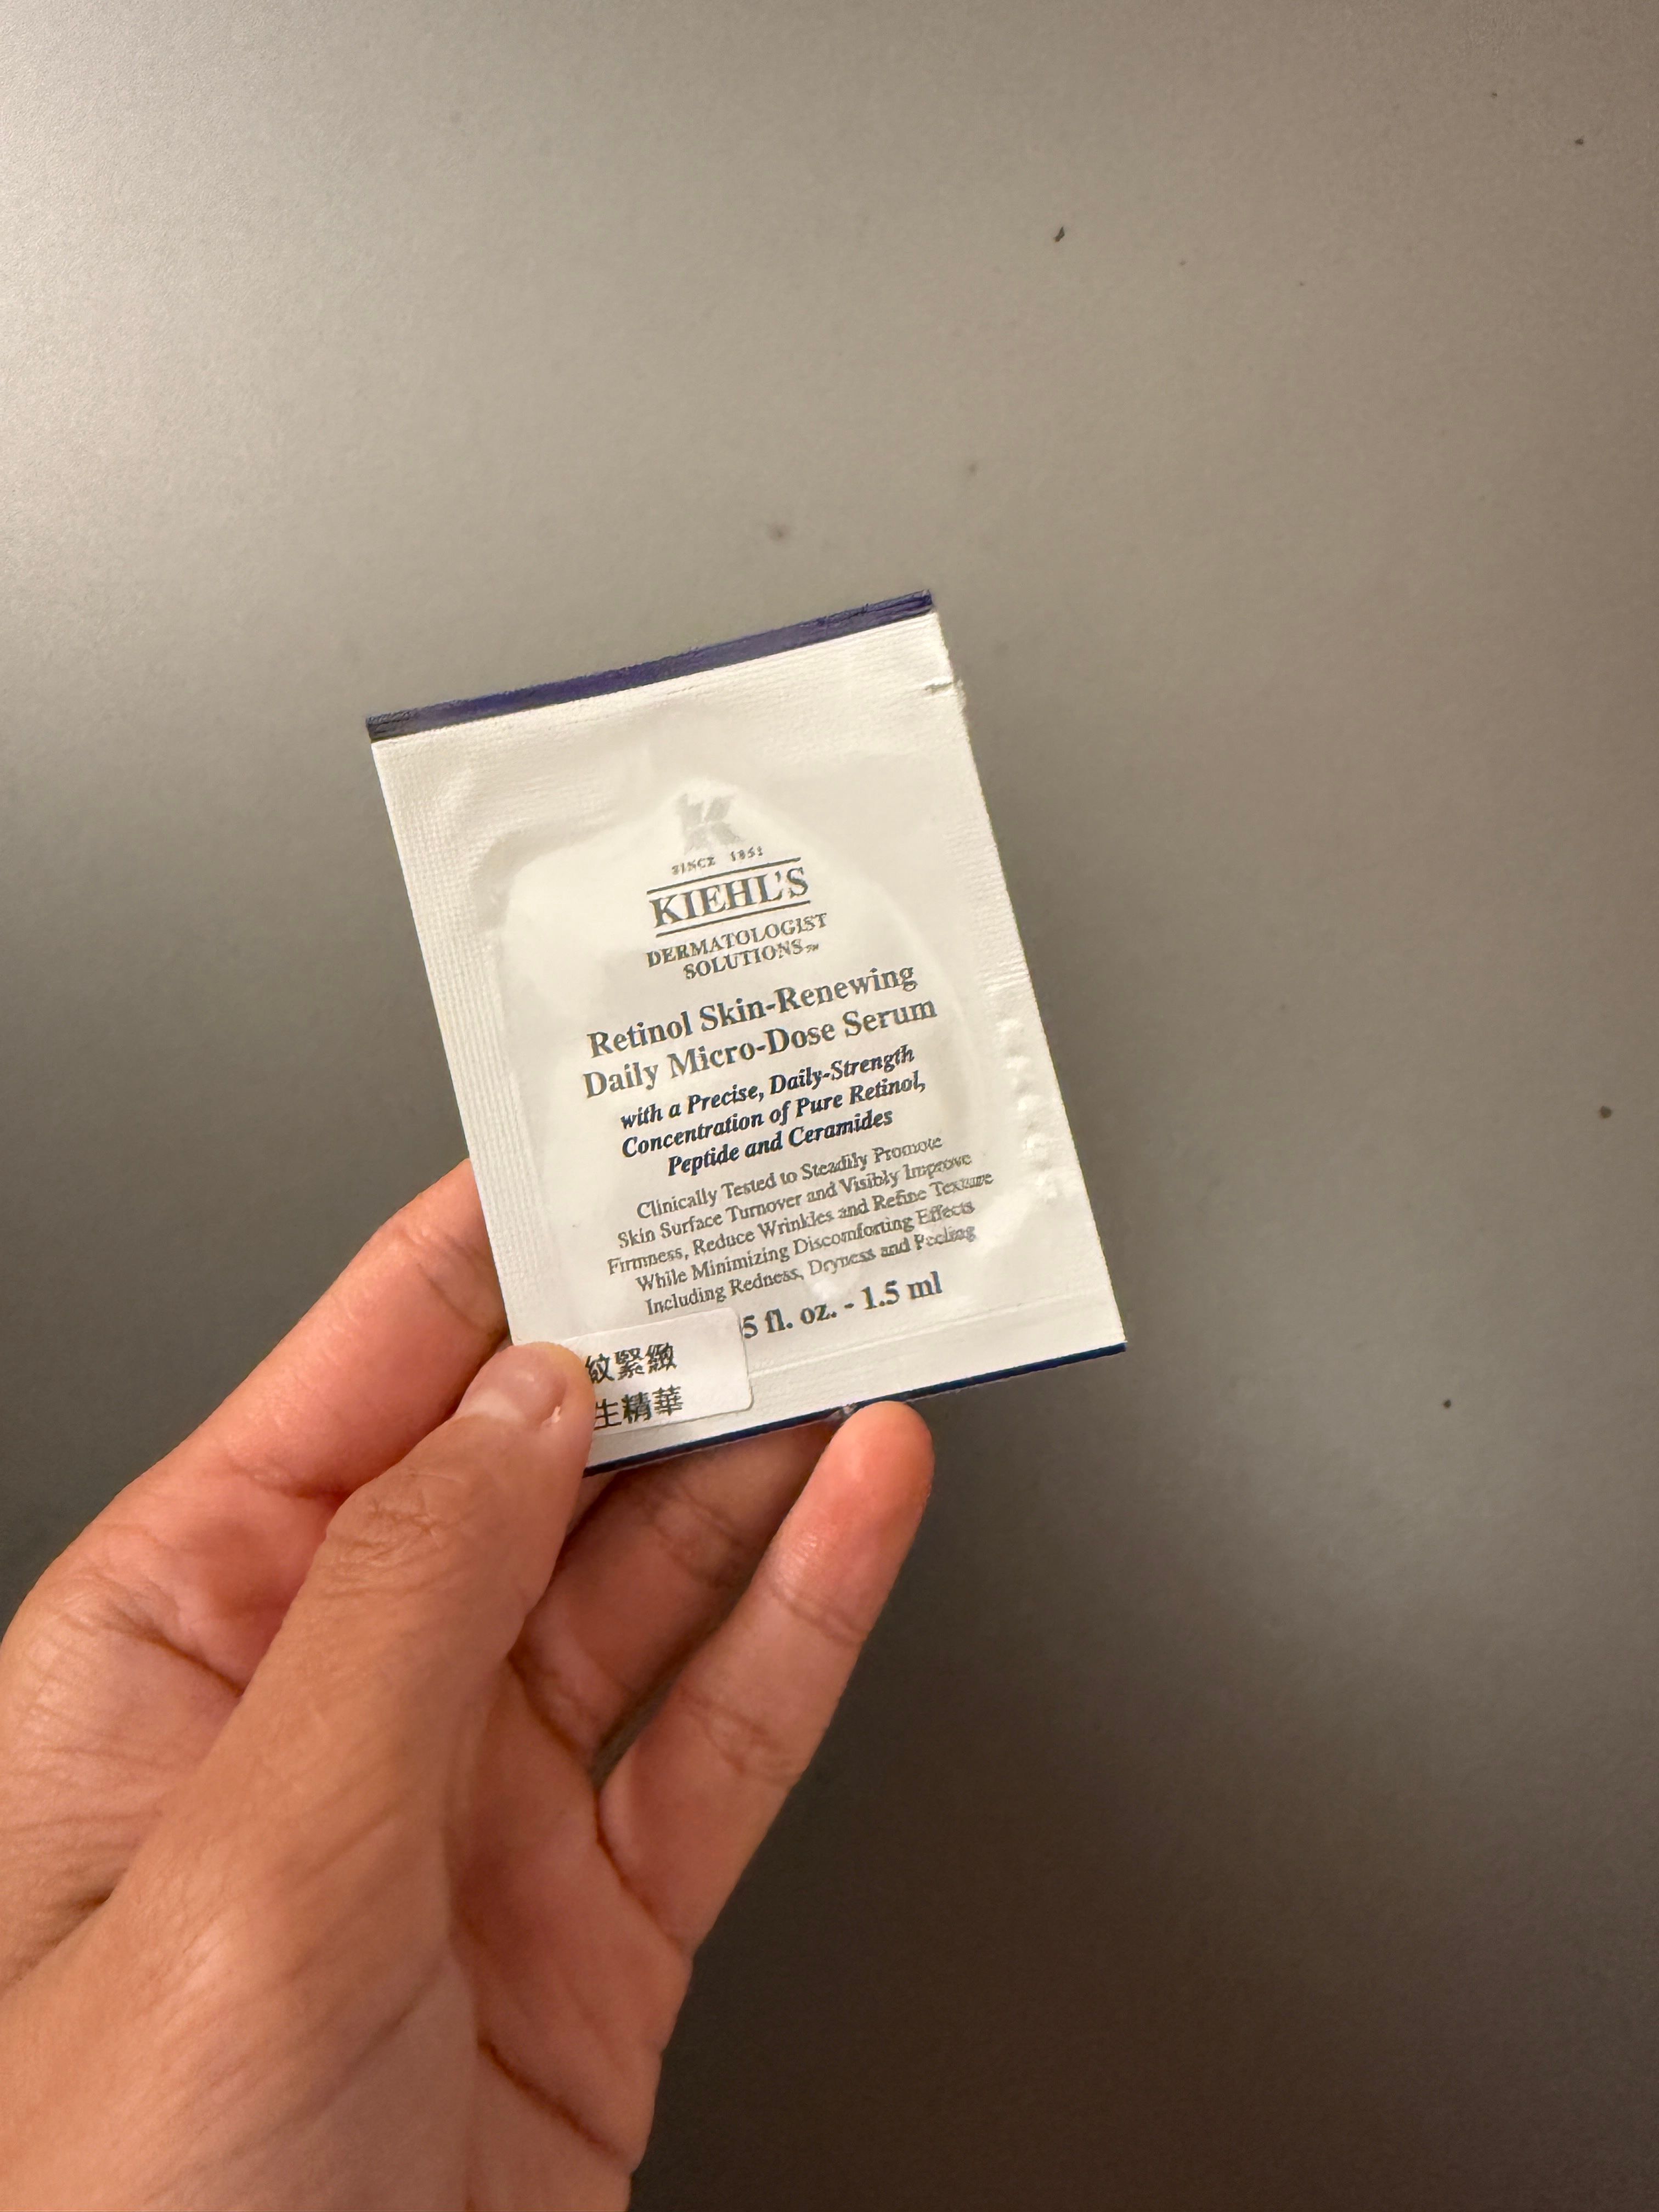 K
SINCE 1851
KIEHL'S
DERMATOLOGIST
SOLUTIONS™
Retinol Skin-Renewing
Daily Micro-Dose Serum
with a Precise, Daily-Strength
Concentration of Pure Retinol,
Peptide and Ceramides
Clinically Tested to Steadily Promote
Skin Surface Turnover and Visibly Improve
Firmness, Reduce Wrinkles and Refine Texture
While Minimizing Discomforting Effects
Including Redness, Dryness and Peeling
5 fl. oz. - 1.5 ml
紋緊緻
生精華